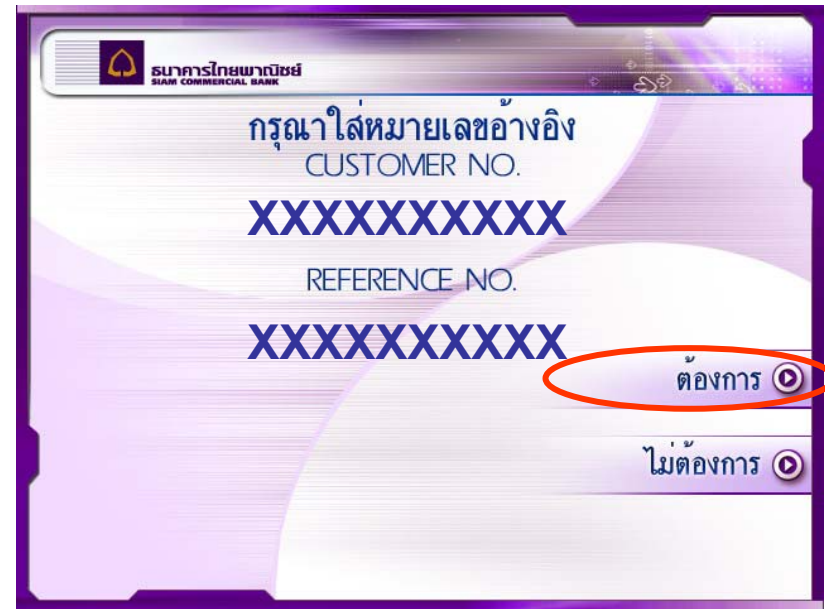 ธนาคารไทยพาณิชย์
SIAM COMMERCIAL BANK
กรุณาใส่หมายเลขอ้างอิง
CUSTOMER NO.
XXXXXXXXXX
REFERENCE NO.
XXXXXXXXXX
ต้องการ
ไม่ต้องการ